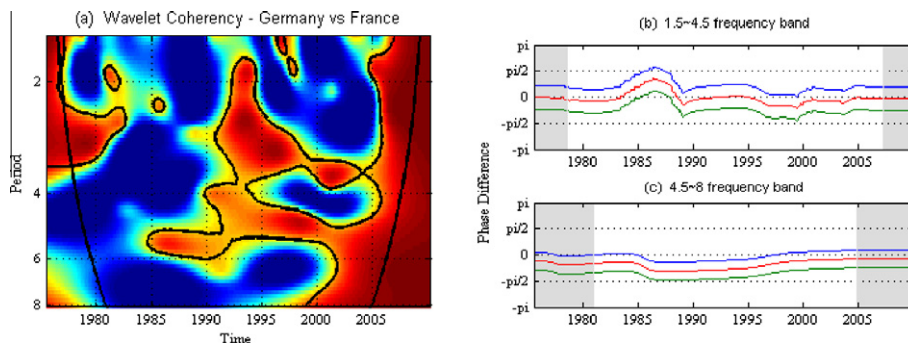 (a) Wavelet Coherency - Germany vs France
Period
2
4
6
8
1980 1985 1990 1995 2000 2005
Time
Phase Difference
(b) 1.5~4.5 frequency band
pi
pi/2
0
-pi/2
-pi
1980 1985 1990 1995 2000 2005
(c) 4.5~8 frequency band
pi
pi/2
0
-pi/2
-pi
1980 1985 1990 1995 2000 2005